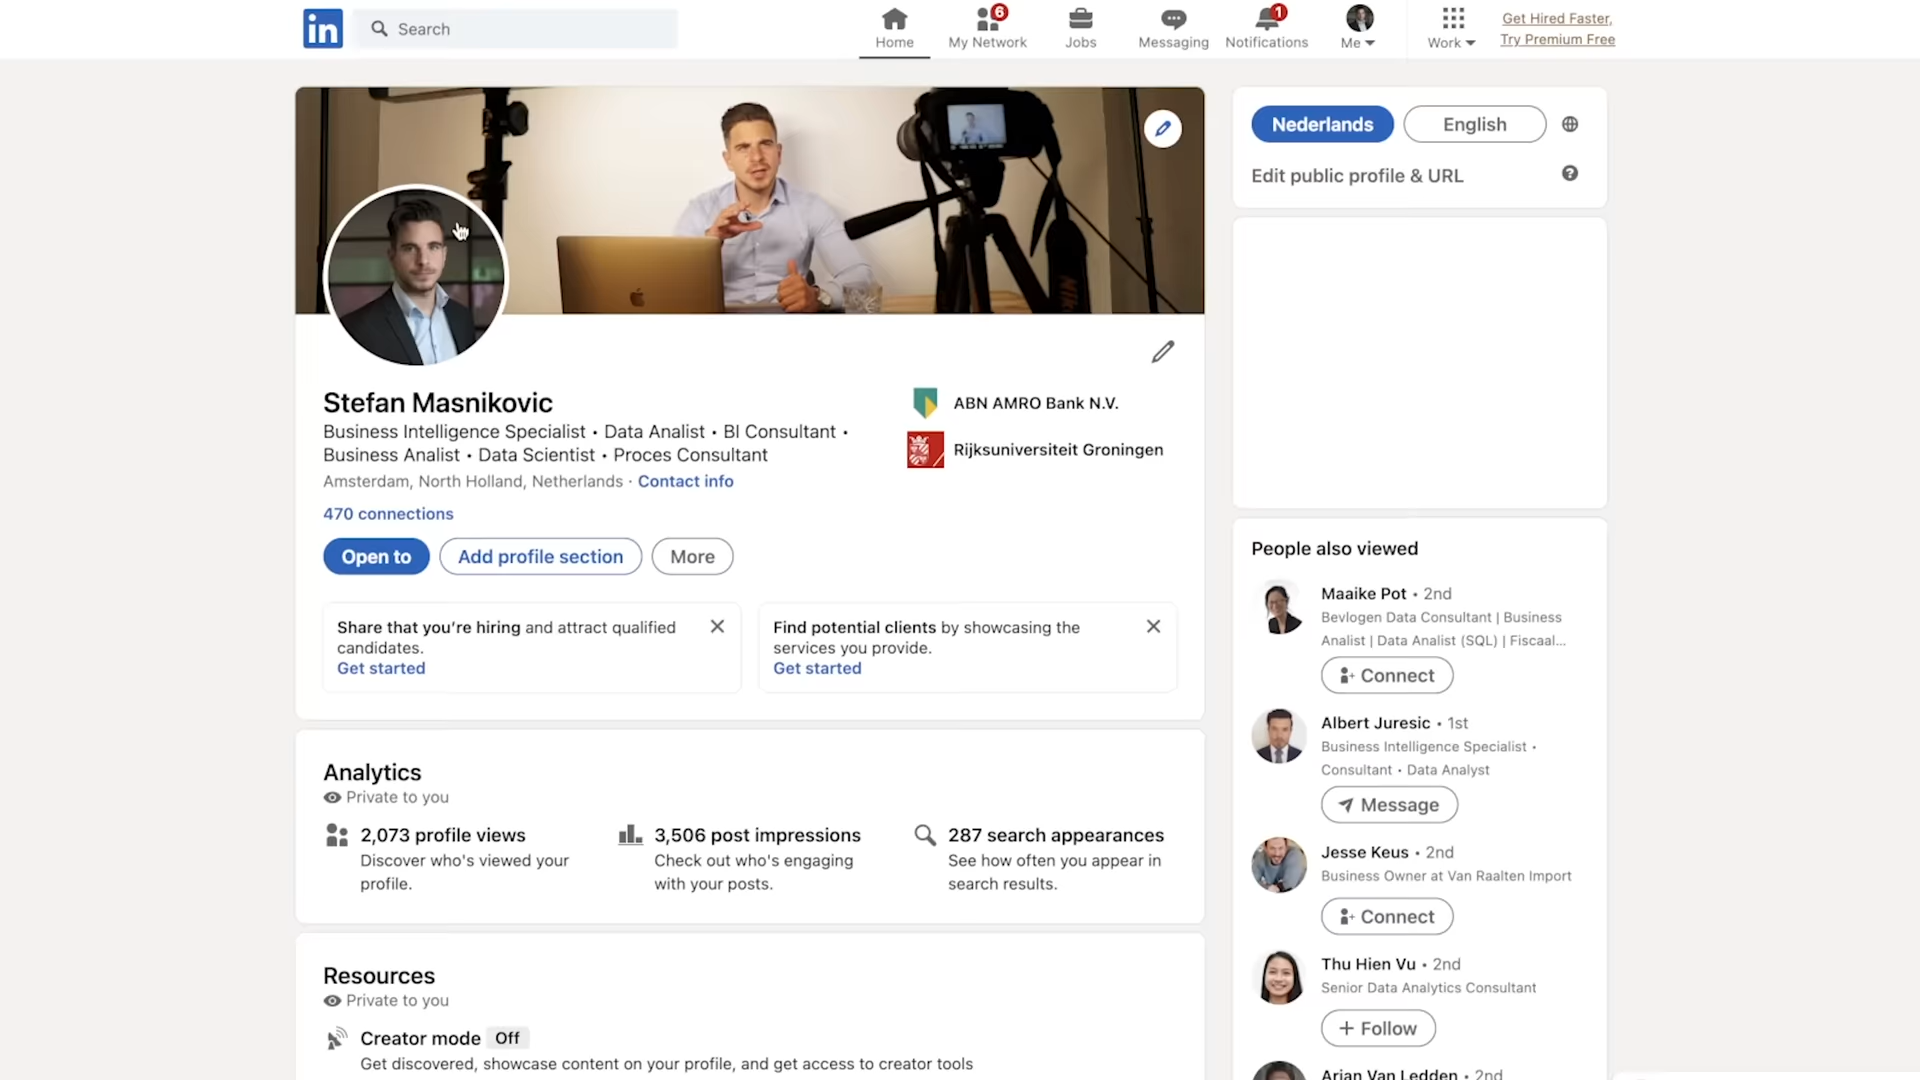 in
Search
Home
6
My Network
Jobs
Messaging
1
Notifications
Me
Work
Get Hired Faster,
Try Premium Free
NIKON
Stefan Masnikovic
Business Intelligence Specialist • Data Analist • BI Consultant •
Business Analist • Data Scientist • Proces Consultant
Amsterdam, North Holland, Netherlands · Contact info
470 connections
Open to
Add profile section
More
ABN AMRO Bank N.V.
Rijksuniversiteit Groningen
Share that you're hiring and attract qualified
candidates.
Get started
Find potential clients by showcasing the
services you provide.
Get started
Analytics
Private to you
2,073 profile views
Discover who's viewed your
profile.
3,506 post impressions
Check out who's engaging
with your posts.
287 search appearances
See how often you appear in
search results.
Resources
Private to you
Creator mode Off
Get discovered, showcase content on your profile, and get access to creator tools
Nederlands
English
Edit public profile & URL
?
People also viewed
Maaike Pot • 2nd
Bevlogen Data Consultant | Business
Analist | Data Analist (SQL) | Fiscaal...
Connect
Albert Juresic • 1st
Business Intelligence Specialist •
Consultant • Data Analyst
Message
Jesse Keus • 2nd
Business Owner at Van Raalten Import
Connect
Thu Hien Vu • 2nd
Senior Data Analytics Consultant
+ Follow
Arjan Van Ledden • 2nd